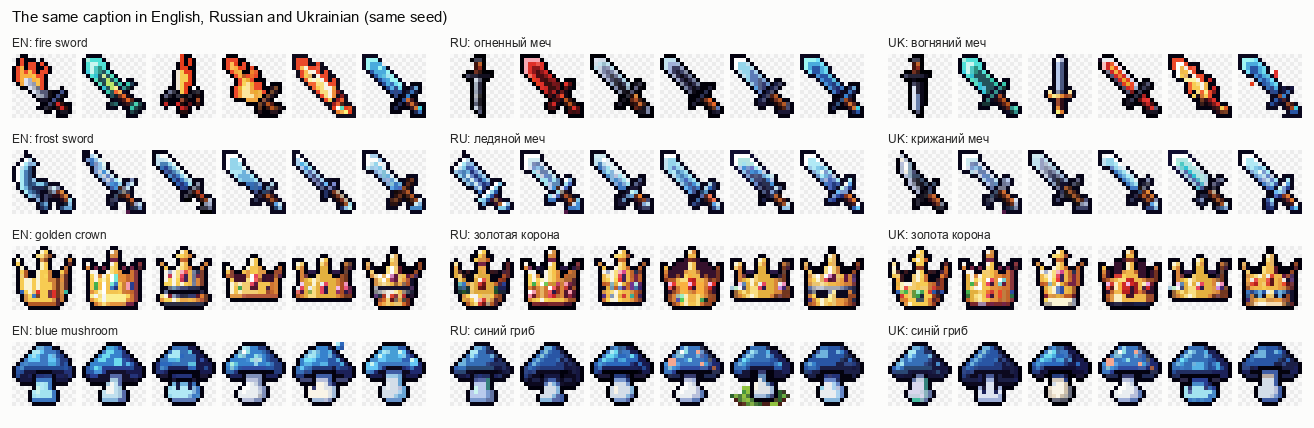 The same caption in English, Russian and Ukrainian (same seed)
EN: fire sword
RU: огненный меч
UK: вогняний меч
EN: frost sword
RU: ледяной меч
UK: крижаний меч
EN: golden crown
RU: золотая корона
UK: золота корона
EN: blue mushroom
RU: синий гриб
UK: синій гриб